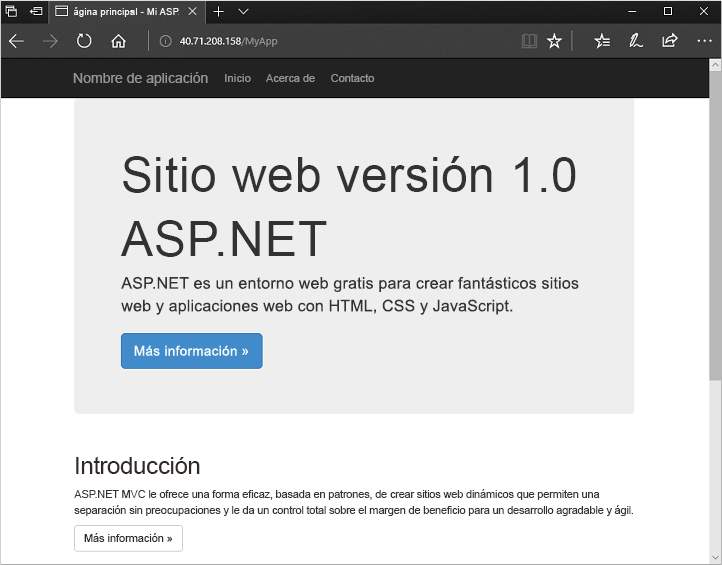 ágina principal - Mi ASP.
40.71.208.158/MyApp
Nombre de aplicación Inicio Acerca de Contacto
Sitio web versión 1.0
ASP.NET
ASP.NET es un entorno web gratis para crear fantásticos sitios
web y aplicaciones web con HTML, CSS y JavaScript.
Más información »
Introducción
ASP.NET MVC le ofrece una forma eficaz, basada en patrones, de crear sitios web dinámicos que permiten una
separación sin preocupaciones y le da un control total sobre el margen de beneficio para un desarrollo agradable y ágil.
Más información »